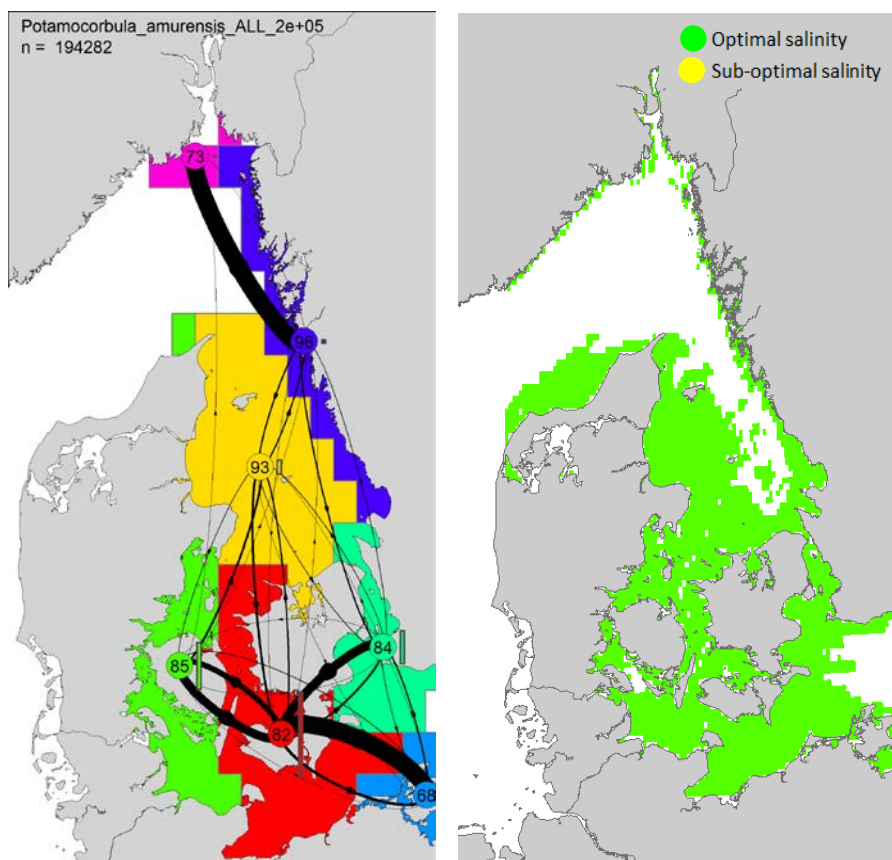 Potamocorbula_amurensis_ALL_2e+05
n = 194282
73
96
93
84
85
82
68
Optimal salinity
Sub-optimal salinity